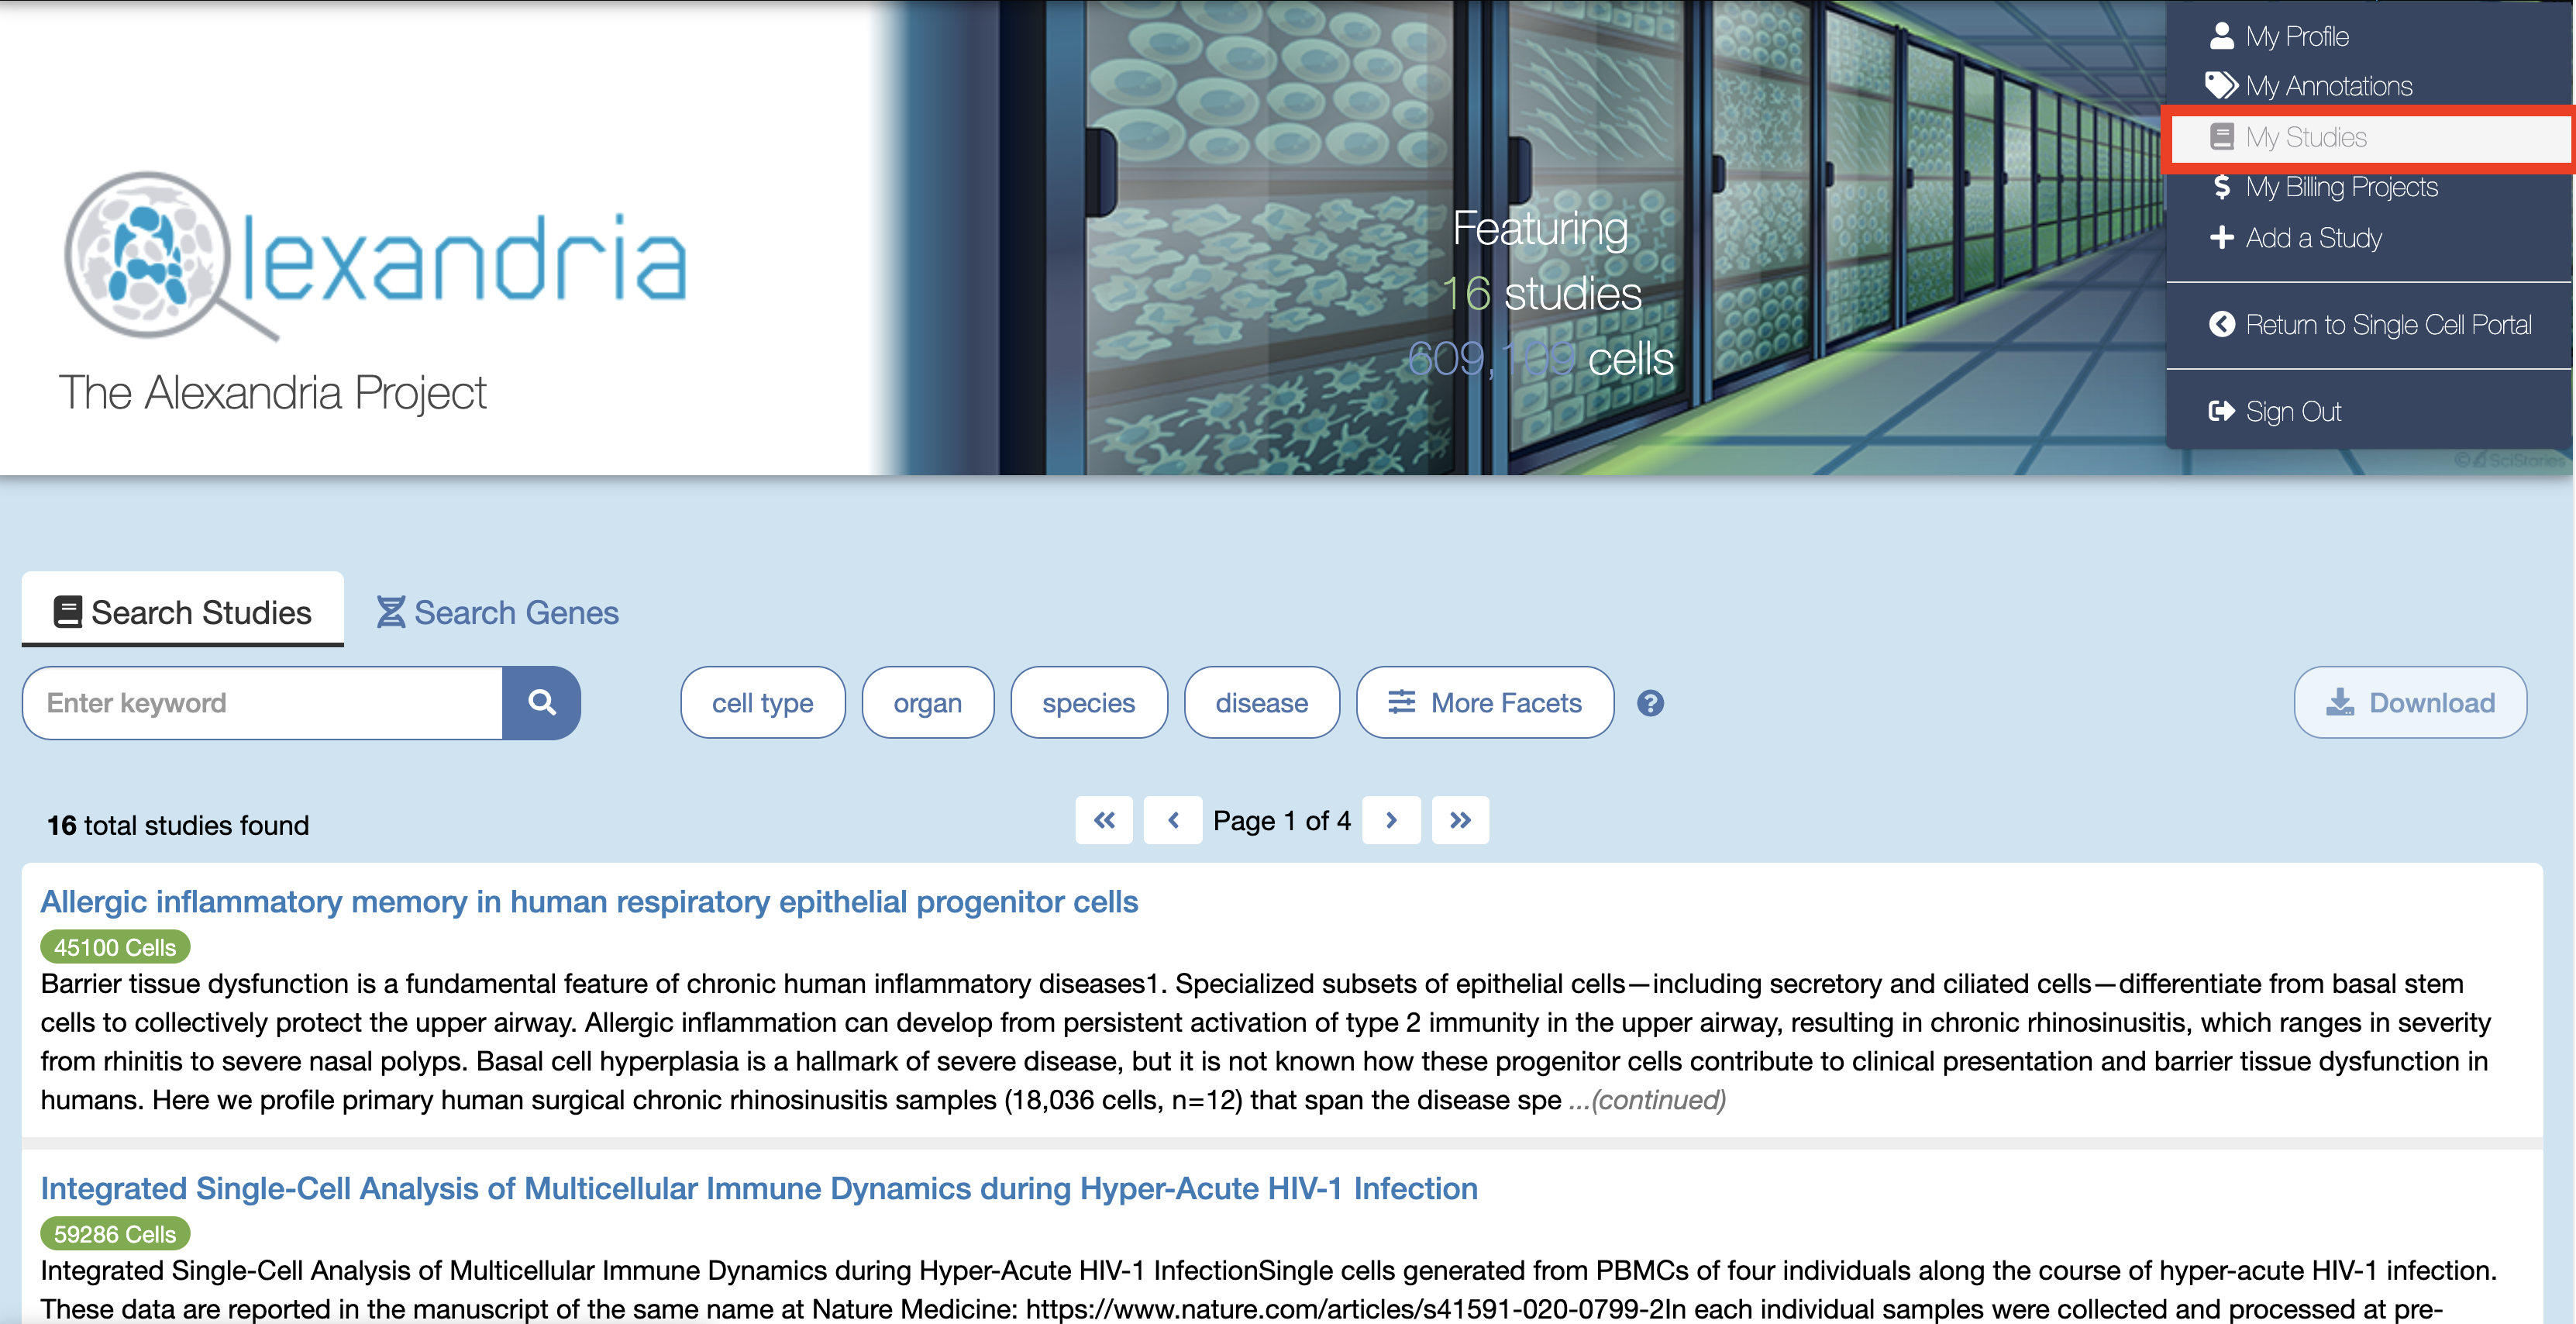 My Profile
My Annotations
My Studies
My Billing Projects
Add a Study
Return to Single Cell Portal
Sign Out
lexandria
The Alexandria Project
Featuring
16 studies
609,109 cells
© SciStories
Search Studies
Search Genes
Enter keyword
cell type
organ
species
disease
More Facets
?
Download
16 total studies found
« ‹ Page 1 of 4 › »
Allergic inflammatory memory in human respiratory epithelial progenitor cells
45100 Cells
Barrier tissue dysfunction is a fundamental feature of chronic human inflammatory diseases1. Specialized subsets of epithelial cells—including secretory and ciliated cells—differentiate from basal stem
cells to collectively protect the upper airway. Allergic inflammation can develop from persistent activation of type 2 immunity in the upper airway, resulting in chronic rhinosinusitis, which ranges in severity
from rhinitis to severe nasal polyps. Basal cell hyperplasia is a hallmark of severe disease, but it is not known how these progenitor cells contribute to clinical presentation and barrier tissue dysfunction in
humans. Here we profile primary human surgical chronic rhinosinusitis samples (18,036 cells, n=12) that span the disease spe ...(continued)
Integrated Single-Cell Analysis of Multicellular Immune Dynamics during Hyper-Acute HIV-1 Infection
59286 Cells
Integrated Single-Cell Analysis of Multicellular Immune Dynamics during Hyper-Acute HIV-1 InfectionSingle cells generated from PBMCs of four individuals along the course of hyper-acute HIV-1 infection.
These data are reported in the manuscript of the same name at Nature Medicine: https://www.nature.com/articles/s41591-020-0799-2In each individual samples were collected and processed at pre-